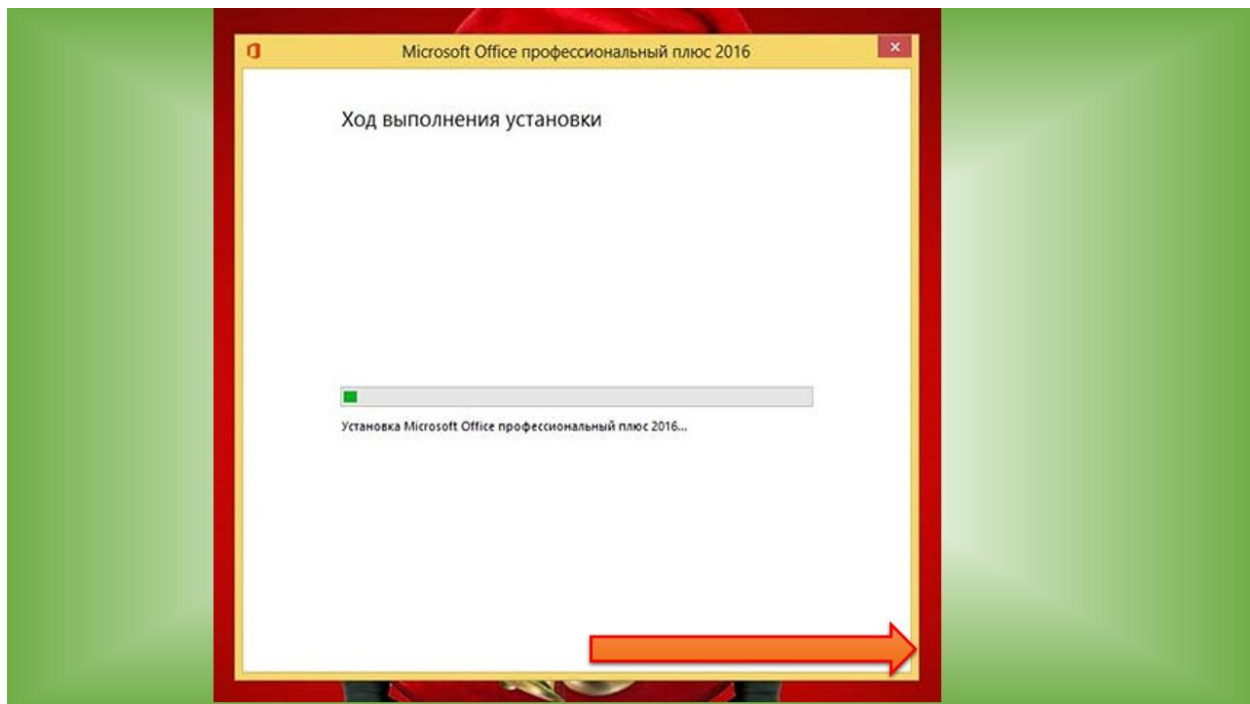 Microsoft Office профессиональный плюс 2016
Ход выполнения установки
Установка Microsoft Office профессиональный плюс 2016...